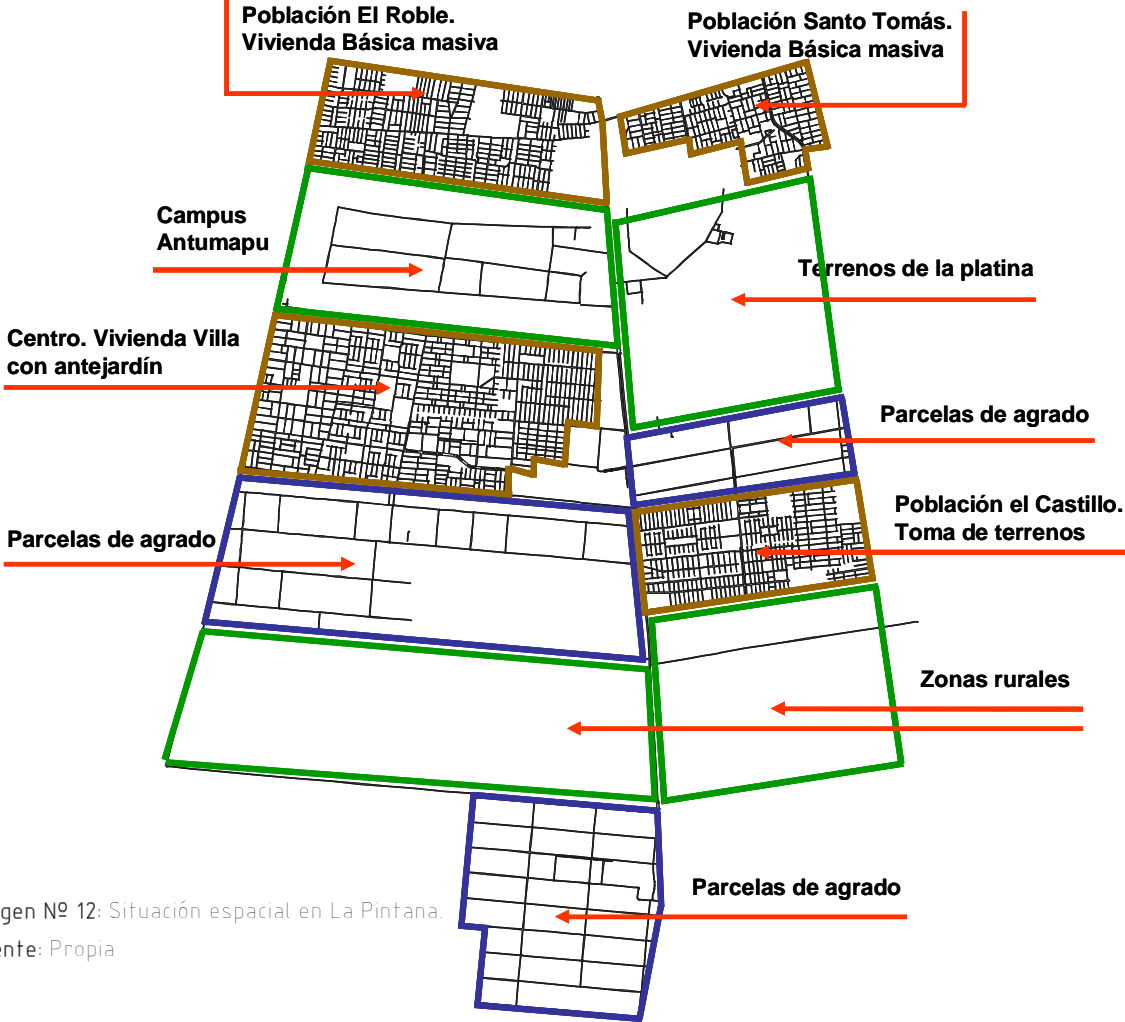 Población El Roble.
Vivienda Básica masiva
Población Santo Tomás.
Vivienda Básica masiva
Campus
Antumapu
Terrenos de la platina
Centro. Vivienda Villa
con antejardín
Parcelas de agrado
Población el Castillo.
Toma de terrenos
Parcelas de agrado
Zonas rurales
Parcelas de agrado
gen Nº 12: Situación espacial en La Pintana.
ente: Propia